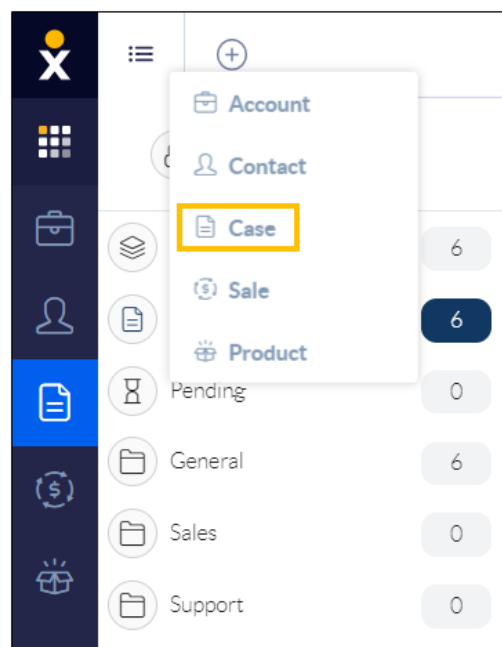 Account
Contact
Case
6
Sale
6
Product
Pending 0
General 6
Sales 0
Support 0